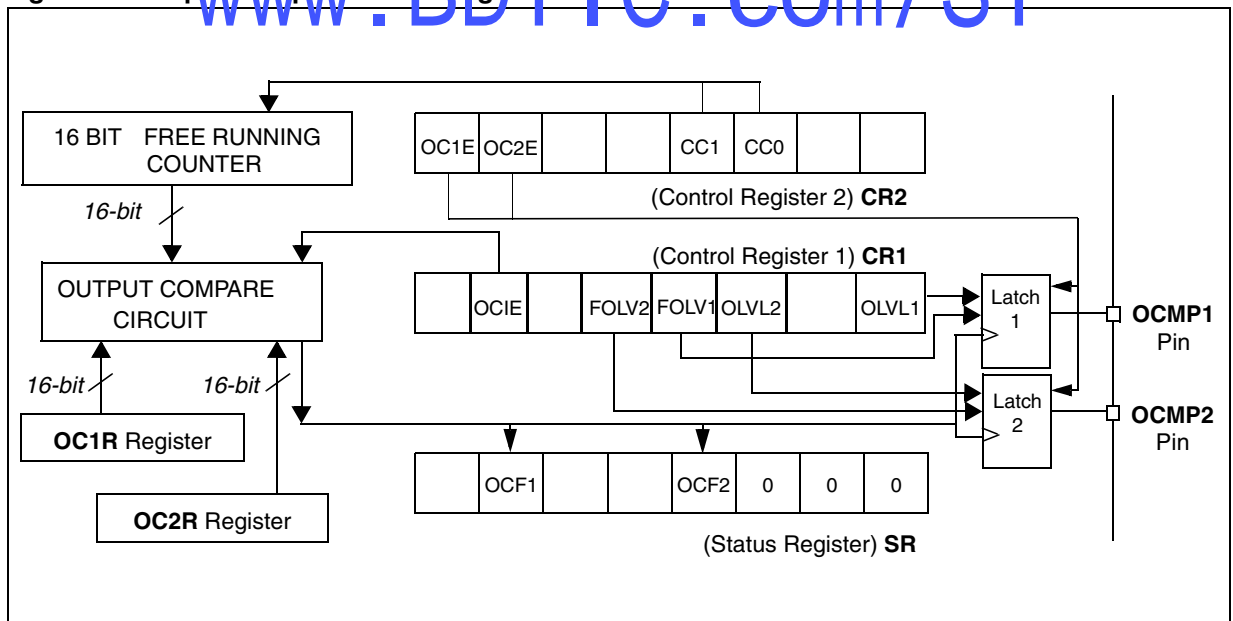 www.BDTIC.com/ST
16 BIT FREE RUNNING
COUNTER
OC1E OC2E CC1 CC0
(Control Register 2) CR2
16-bit
(Control Register 1) CR1
OUTPUT COMPARE
CIRCUIT
OCIE FOLV2 FOLV1 OLVL2 OLVL1
Latch
1
OCMP1
Pin
16-bit 16-bit
Latch
2
OCMP2
Pin
OC1R Register
OCF1 OCF2 0 0 0
OC2R Register
(Status Register) SR